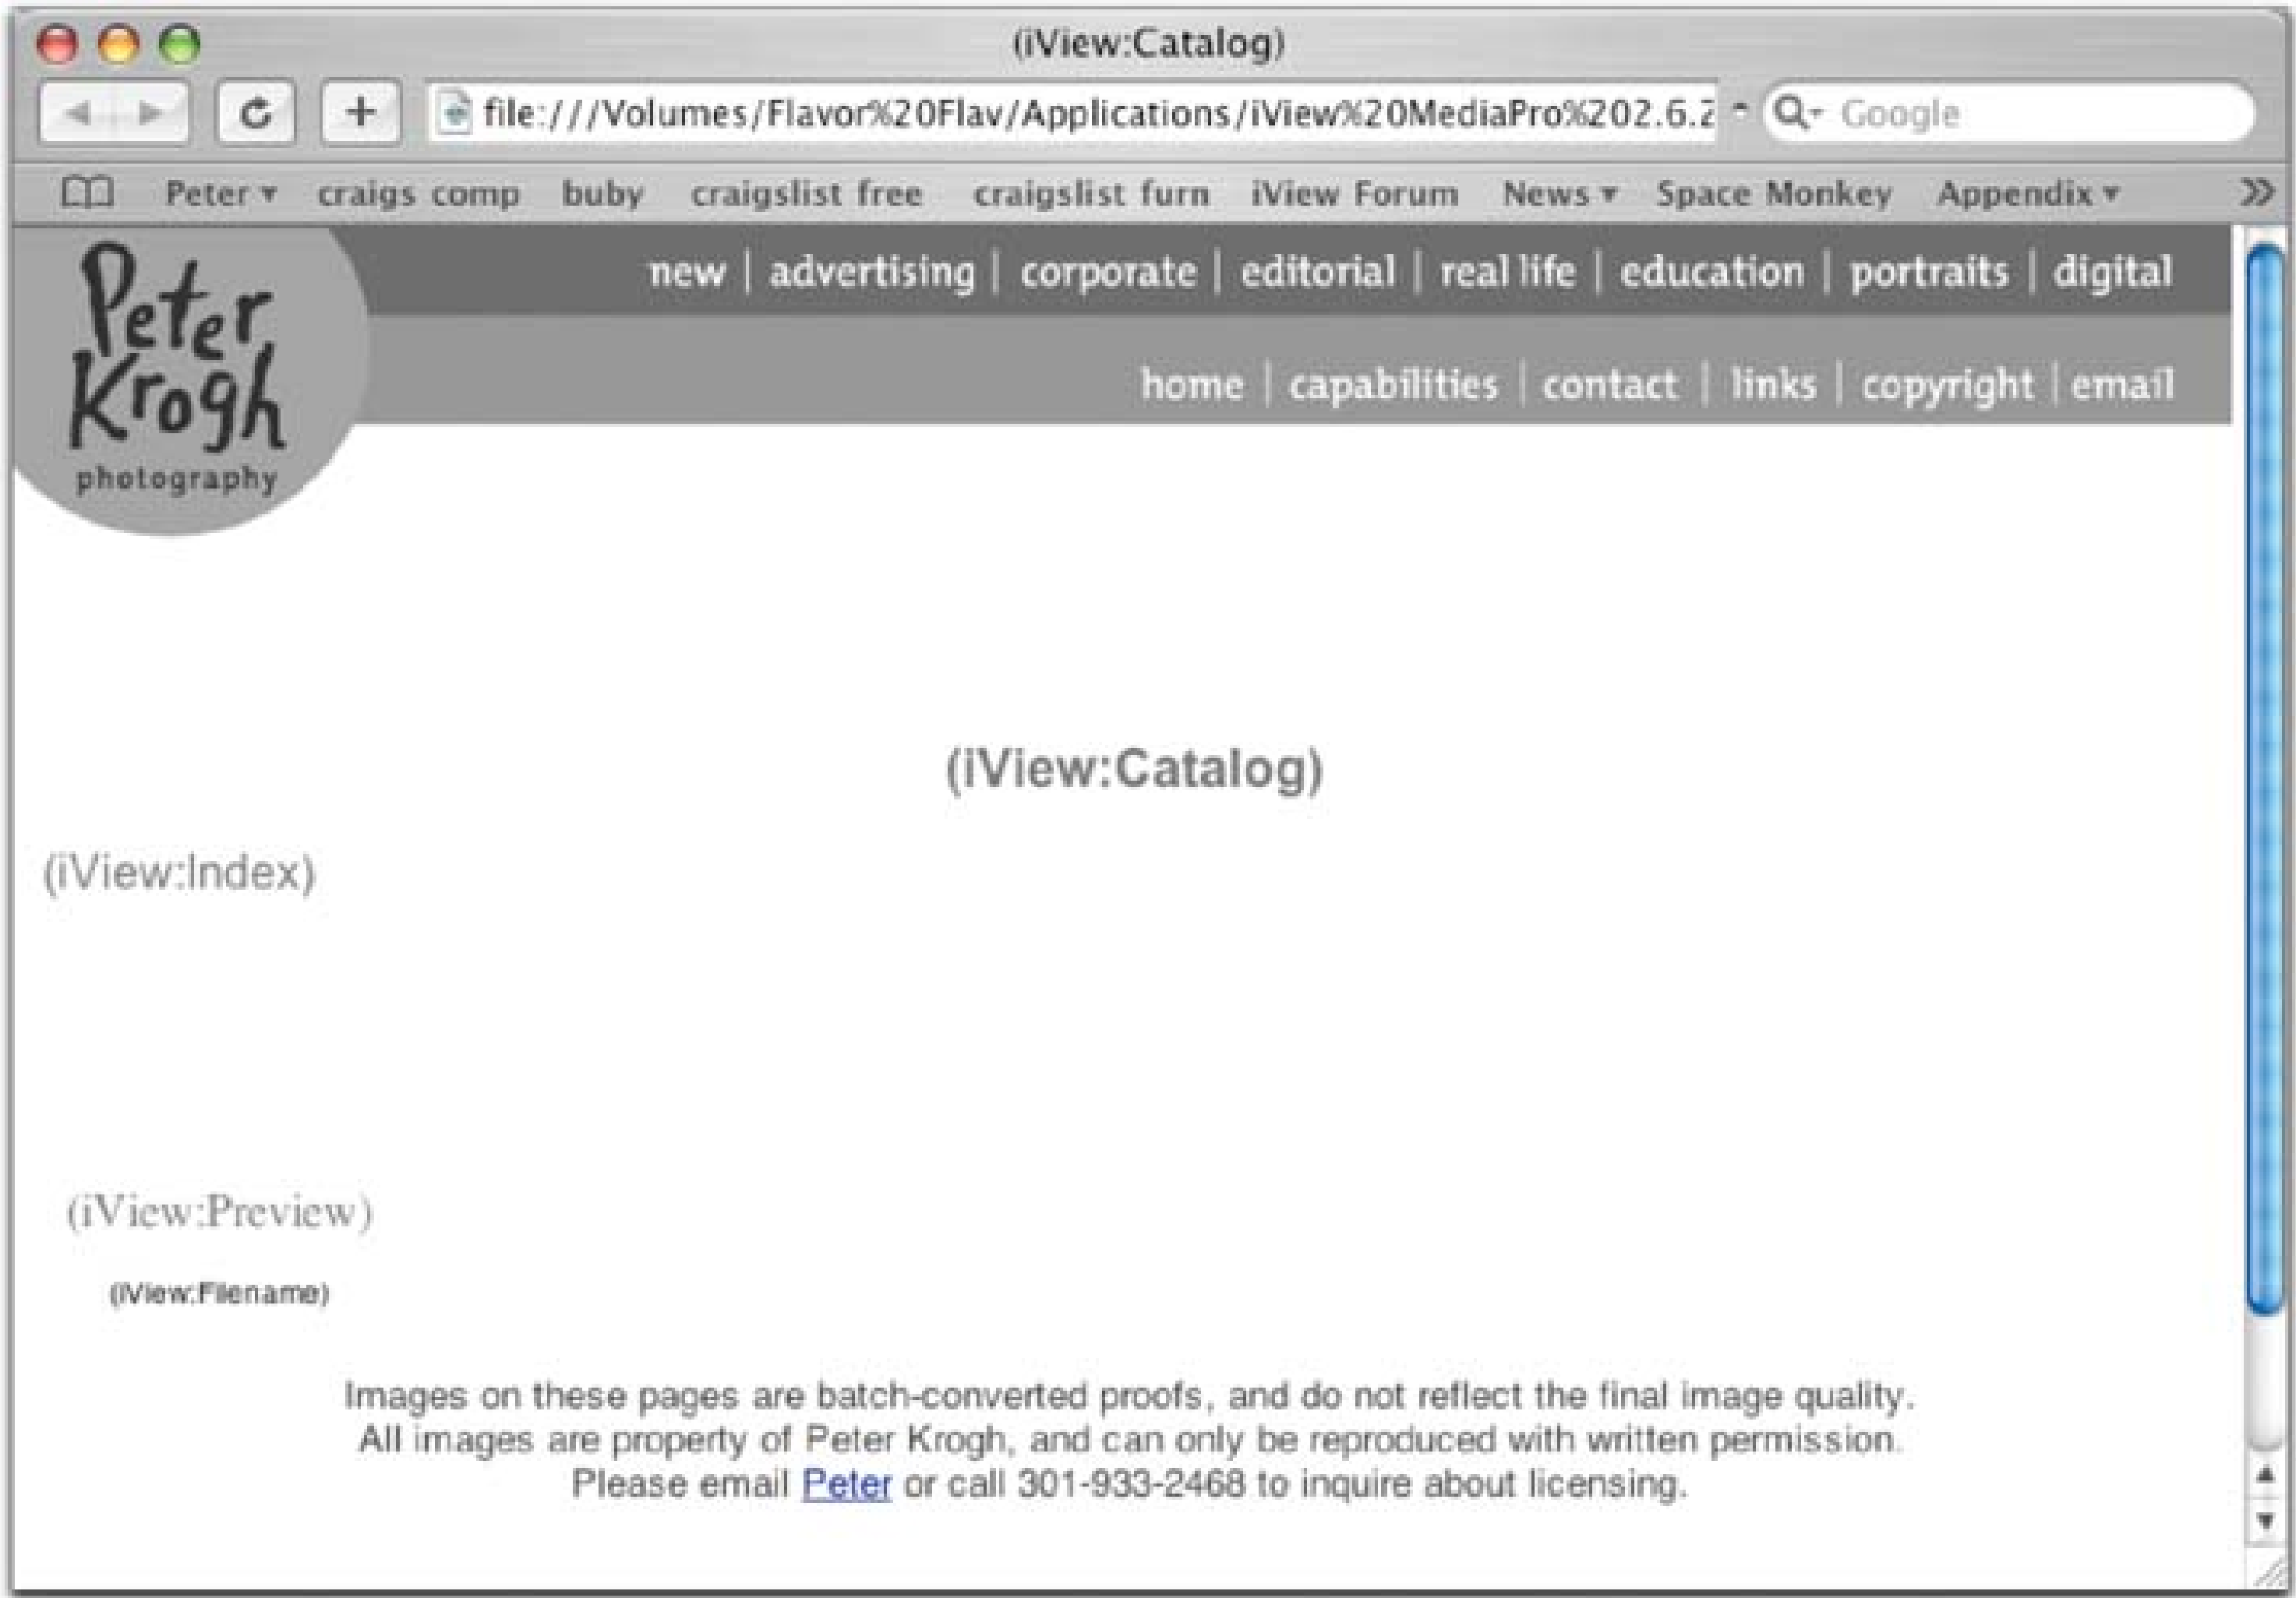 (iView:Catalog)
file:///Volumes/Flavor%20Flav/Applications/iView%20MediaPro%202.6.2
Google
Peter craigs comp buby craigslist free craigslist furn iView Forum News Space Monkey Appendix
new | advertising | corporate | editorial | real life | education | portraits | digital
home | capabilities | contact | links | copyright | email
Peter
Krogh
photography
(iView:Catalog)
(iView:Index)
(iView:Preview)
(iView:Filename)
Images on these pages are batch-converted proofs, and do not reflect the final image quality.
All images are property of Peter Krogh, and can only be reproduced with written permission.
Please email Peter or call 301-933-2468 to inquire about licensing.